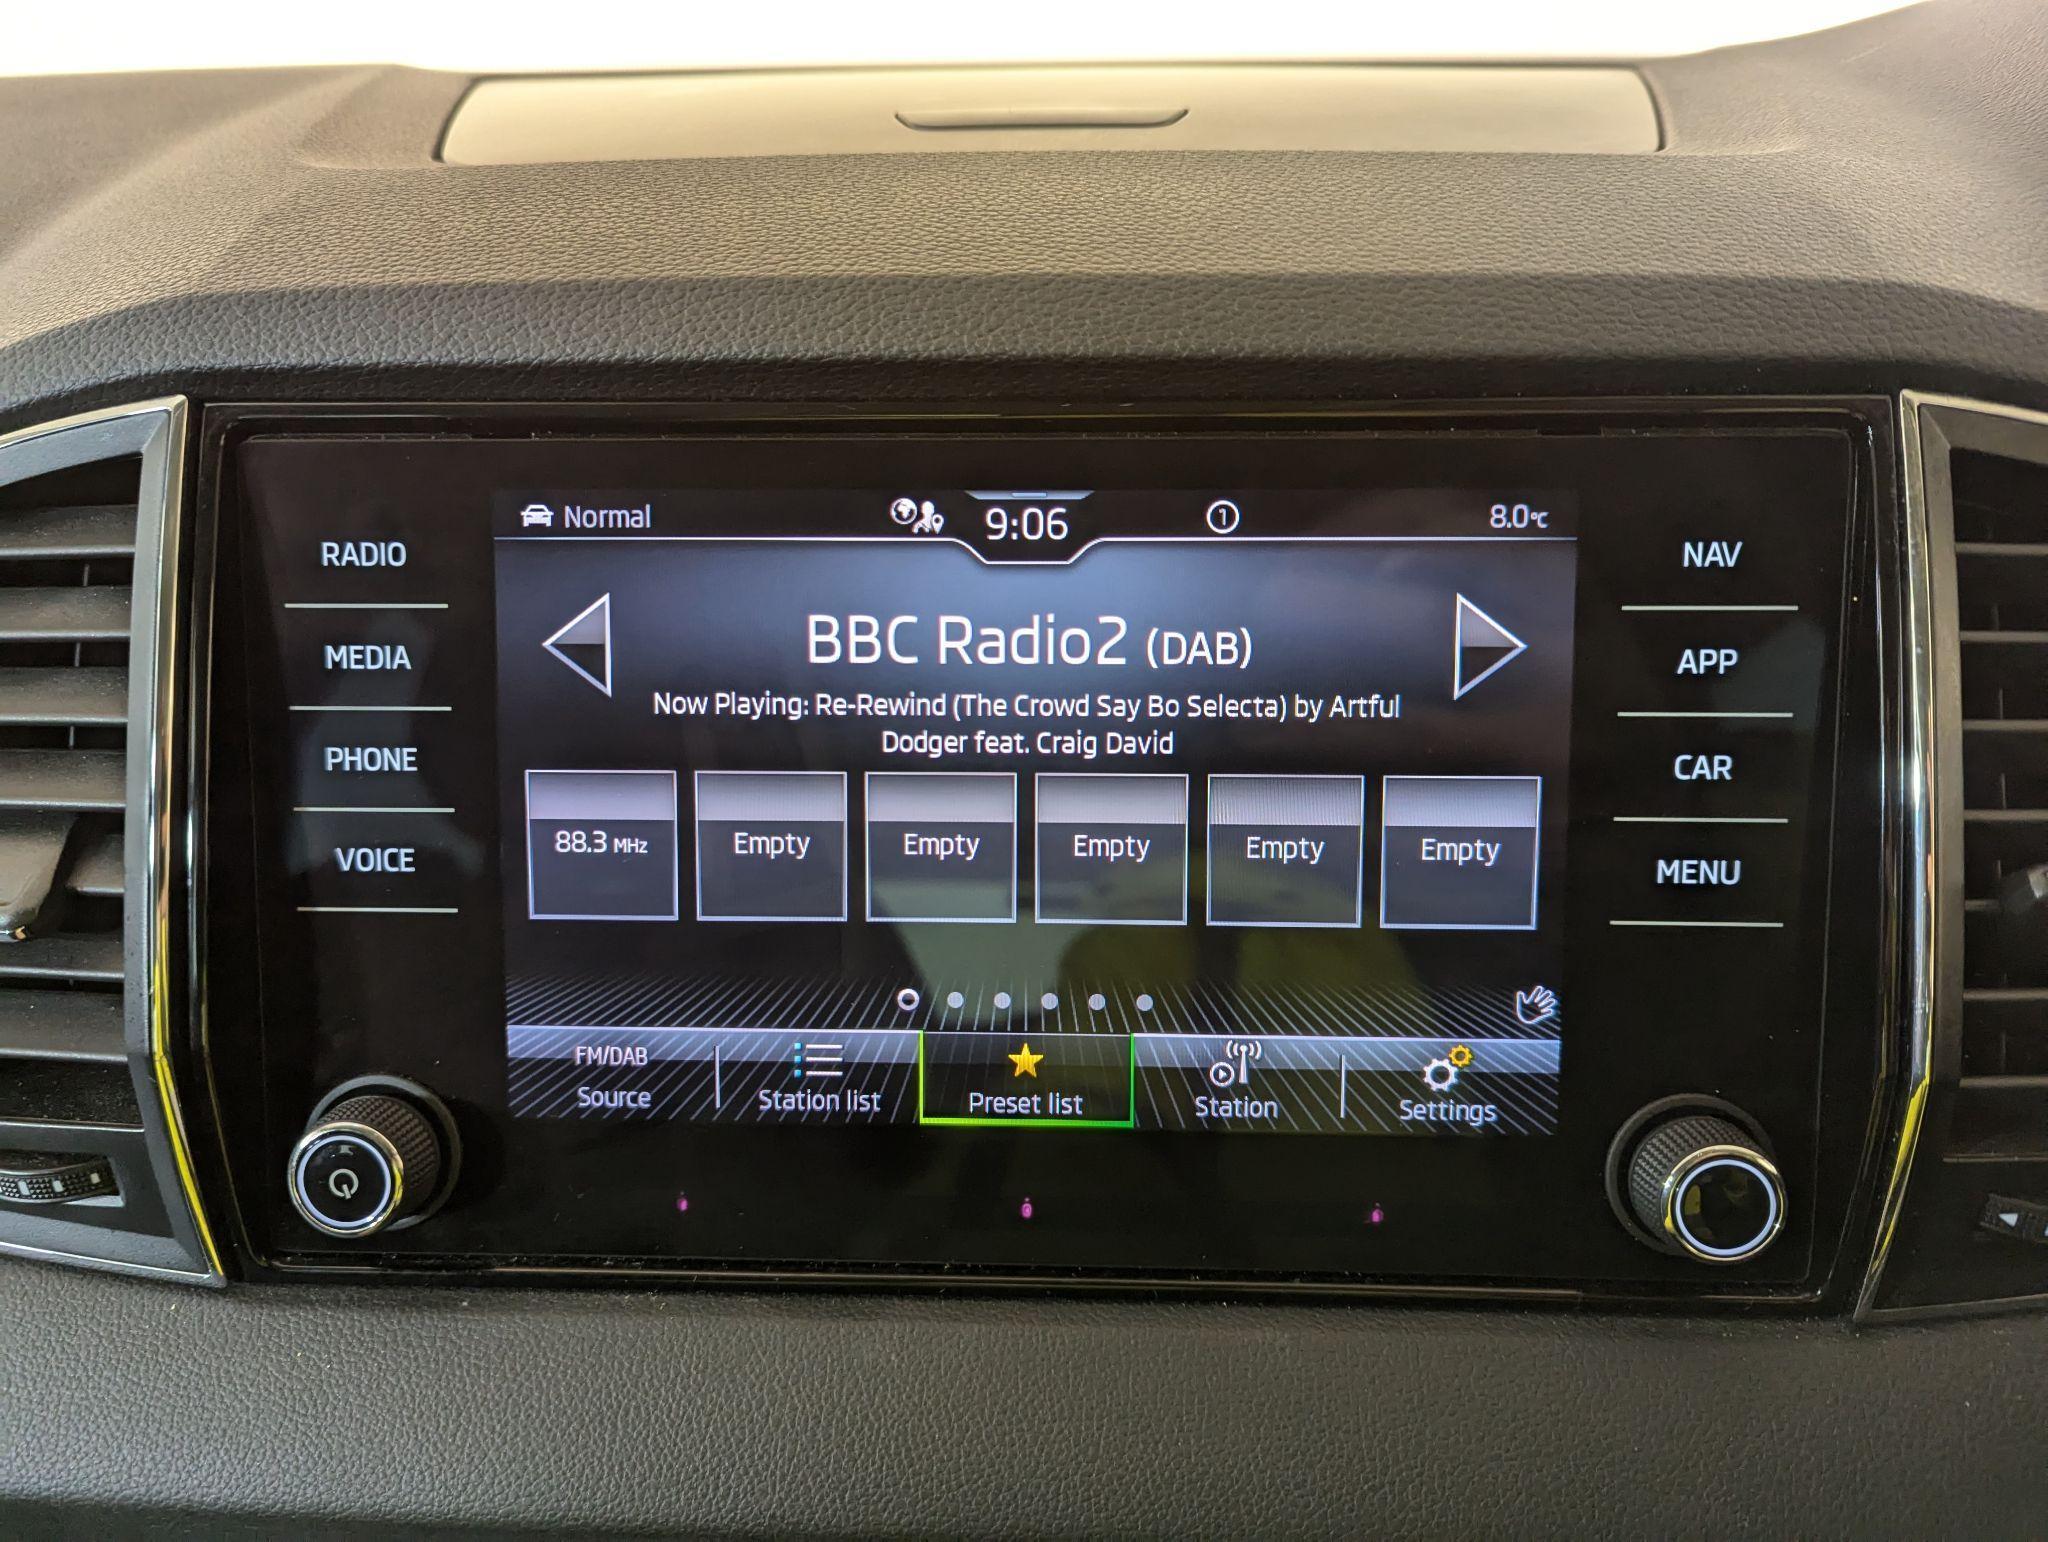 Normal
9:06
1
8.0°C
RADIO
MEDIA
PHONE
VOICE
BBC Radio2 (DAB)
Now Playing: Re-Rewind (The Crowd Say Bo Selecta) by Artful
Dodger feat. Craig David
88.3 MHz
Empty
Empty
Empty
Empty
Empty
FM/DAB
Source
Station list
Preset list
Station
Settings
NAV
APP
CAR
MENU